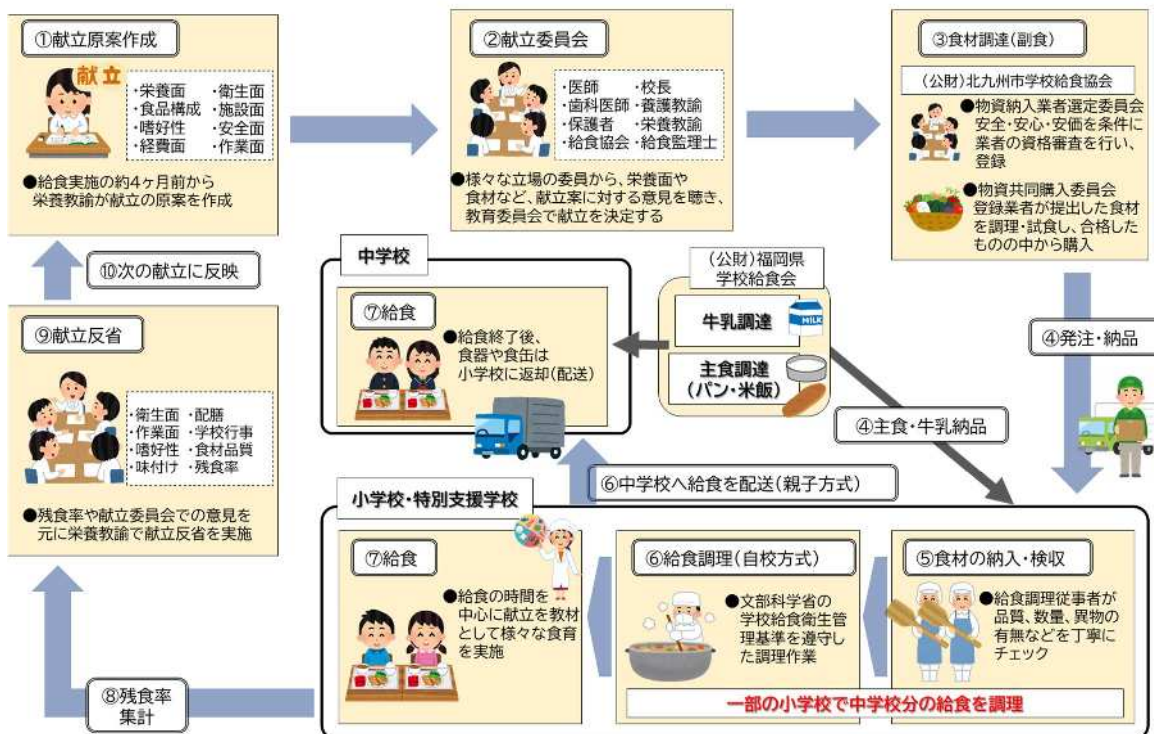 ①献立原案作成
献立
・栄養面 ・衛生面
・食品構成 ・施設面
・嗜好性 ・安全面
・経費面 ・作業面
●給食実施の約4ヶ月前から
栄養教諭が献立の原案を作成
②献立委員会
・医師 ・校長
・歯科医師 ・養護教諭
・保護者 ・栄養教諭
・給食協会 ・給食監理士
●様々な立場の委員から、栄養面や
食材など、献立案に対する意見を聴き、
教育委員会で献立を決定する
③食材調達(副食)
(公財)北九州市学校給食協会
●物資納入業者選定委員会
安全・安心・安価を条件に
業者の資格審査を行い、
登録
●物資共同購入委員会
登録業者が提出した食材
を調理・試食し、合格した
ものの中から購入
⑩次の献立に反映
中学校
⑦給食
●給食終了後、
食器や食缶は
小学校に返却(配送)
(公財)福岡県
学校給食会
牛乳調達
MILK
主食調達
(パン・米飯)
④発注・納品
④主食・牛乳納品
⑨献立反省
・衛生面 ・配膳
・作業面 ・学校行事
・嗜好性 ・食材品質
・味付け ・残食率
●残食率や献立委員会での意見を
元に栄養教諭で献立反省を実施
⑥中学校へ給食を配送(親子方式)
小学校・特別支援学校
⑦給食
●給食の時間を
中心に献立を教材
として様々な食育
を実施
⑥給食調理(自校方式)
●文部科学省の
学校給食衛生管
理基準を遵守し
た調理作業
⑤食材の納入・検収
●給食調理従事者が
品質、数量、異物の
有無などを丁寧に
チェック
一部の小学校で中学校分の給食を調理
⑧残食率
集計